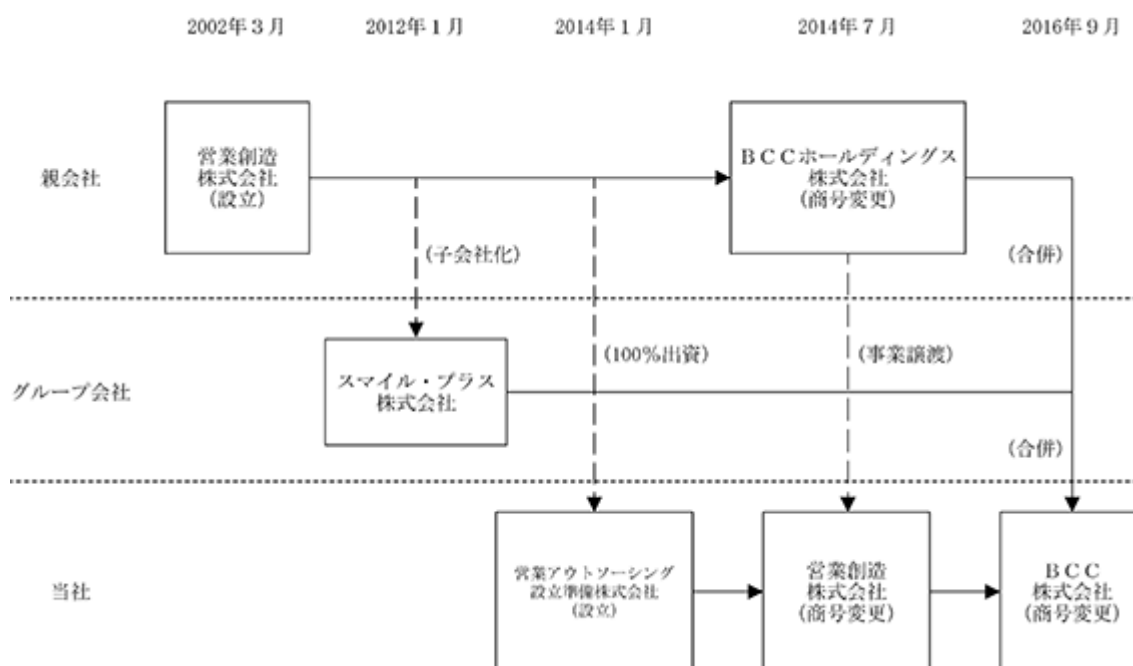 2002年3月 2012年1月 2014年1月 2014年7月 2016年9月
親会社
営業創造
株式会社
(設立)
BCCホールディングス
株式会社
(商号変更)
(子会社化)
(合併)
グループ会社
スマイル・プラス
株式会社
(100%出資)
(事業譲渡)
(合併)
当社
営業アウトソーシング
設立準備株式会社
(設立)
営業創造
株式会社
(商号変更)
BCC
株式会社
(商号変更)